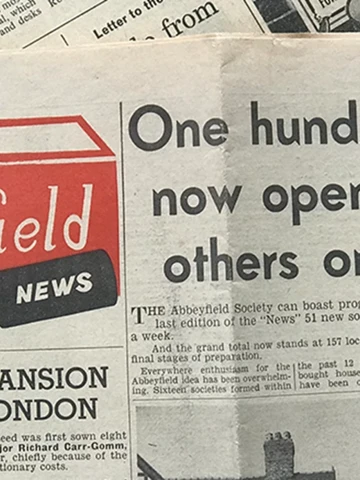 Letter to the
from
and desks
One hund
now oper
others or
ield
NEWS
THE Abbeyfield Society can boast pro
last edition of the "News" 51 new so
a week.
And the grand total now stands at 157 loc
final stages of preparation.
Everywhere enthusiasm for the
Abbeyfield idea has been overwhelm-
ing. Sixteen societies formed within
the past 12
bought house
have been
ANSION
ONDON
eed was first sown eight
jor Richard Carr-Gomm,
r, chiefly because of the
tionary costs.